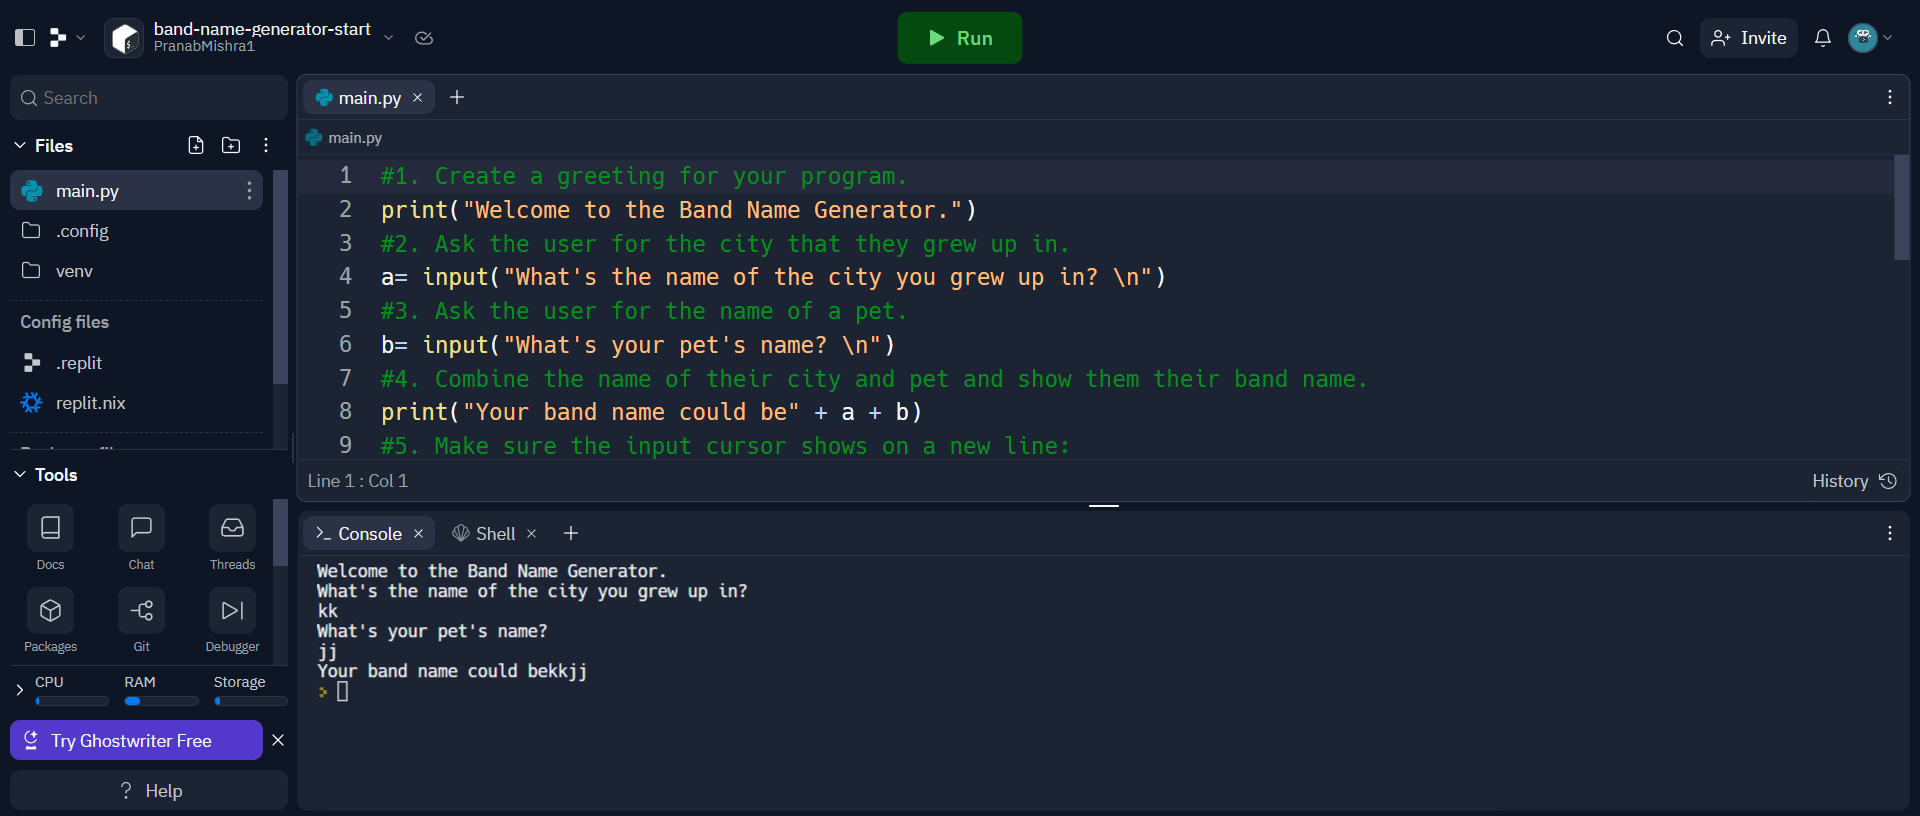 band-name-generator-start
PranabMishra1
Run
Invite
Search
Files
main.py
.config
venv
Config files
.replit
replit.nix
Tools
Docs
Chat
Threads
Packages
Git
Debugger
CPU
RAM
Storage
Try Ghostwriter Free
? Help
main.py
main.py
1 #1. Create a greeting for your program.
2 print("Welcome to the Band Name Generator.")
3 #2. Ask the user for the city that they grew up in.
4 a= input("What's the name of the city you grew up in? \n")
5 #3. Ask the user for the name of a pet.
6 b= input("What's your pet's name? \n")
7 #4. Combine the name of their city and pet and show them their band name.
8 print("Your band name could be" + a + b)
9 #5. Make sure the input cursor shows on a new line:
Line 1 : Col 1
History
Console
Shell
Welcome to the Band Name Generator.
What's the name of the city you grew up in?
kk
What's your pet's name?
jj
Your band name could bekkjj